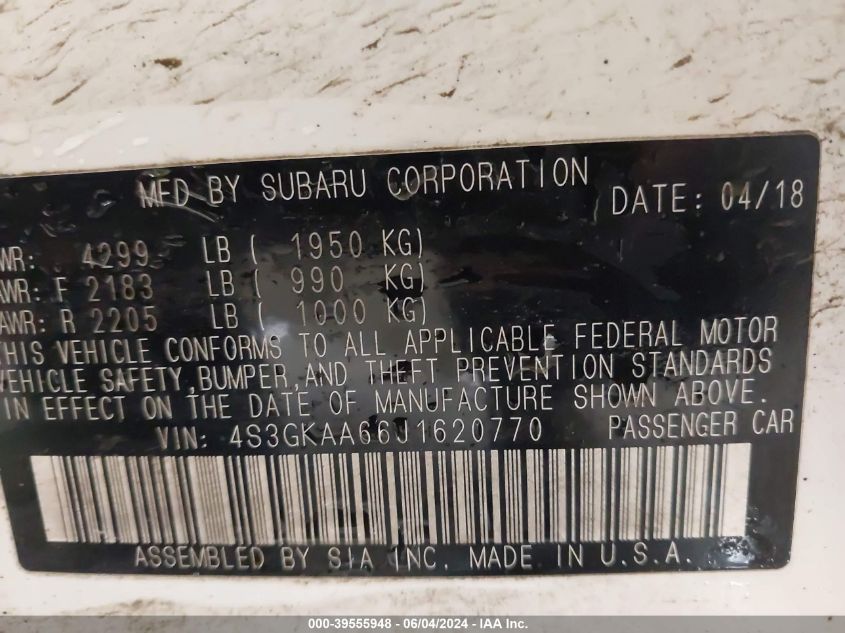 MFD BY SUBARU CORPORATION DATE: 04/18
WR: 4299 LB ( 1950 KG)
AWR: F 2183 LB ( 990 KG)
AWR: R 2205 LB ( 1000 KG)
THIS VEHICLE CONFORMS TO ALL APPLICABLE FEDERAL MOTOR
VEHICLE SAFETY, BUMPER, AND THEFT PREVENTION STANDARDS
IN EFFECT ON THE DATE OF MANUFACTURE SHOWN ABOVE.
VIN: 4S3GKAA66J1620770 PASSENGER CAR
ASSEMBLED BY SIA INC. MADE IN U.S.A.
000-39555948 - 06/04/2024 - IAA Inc.